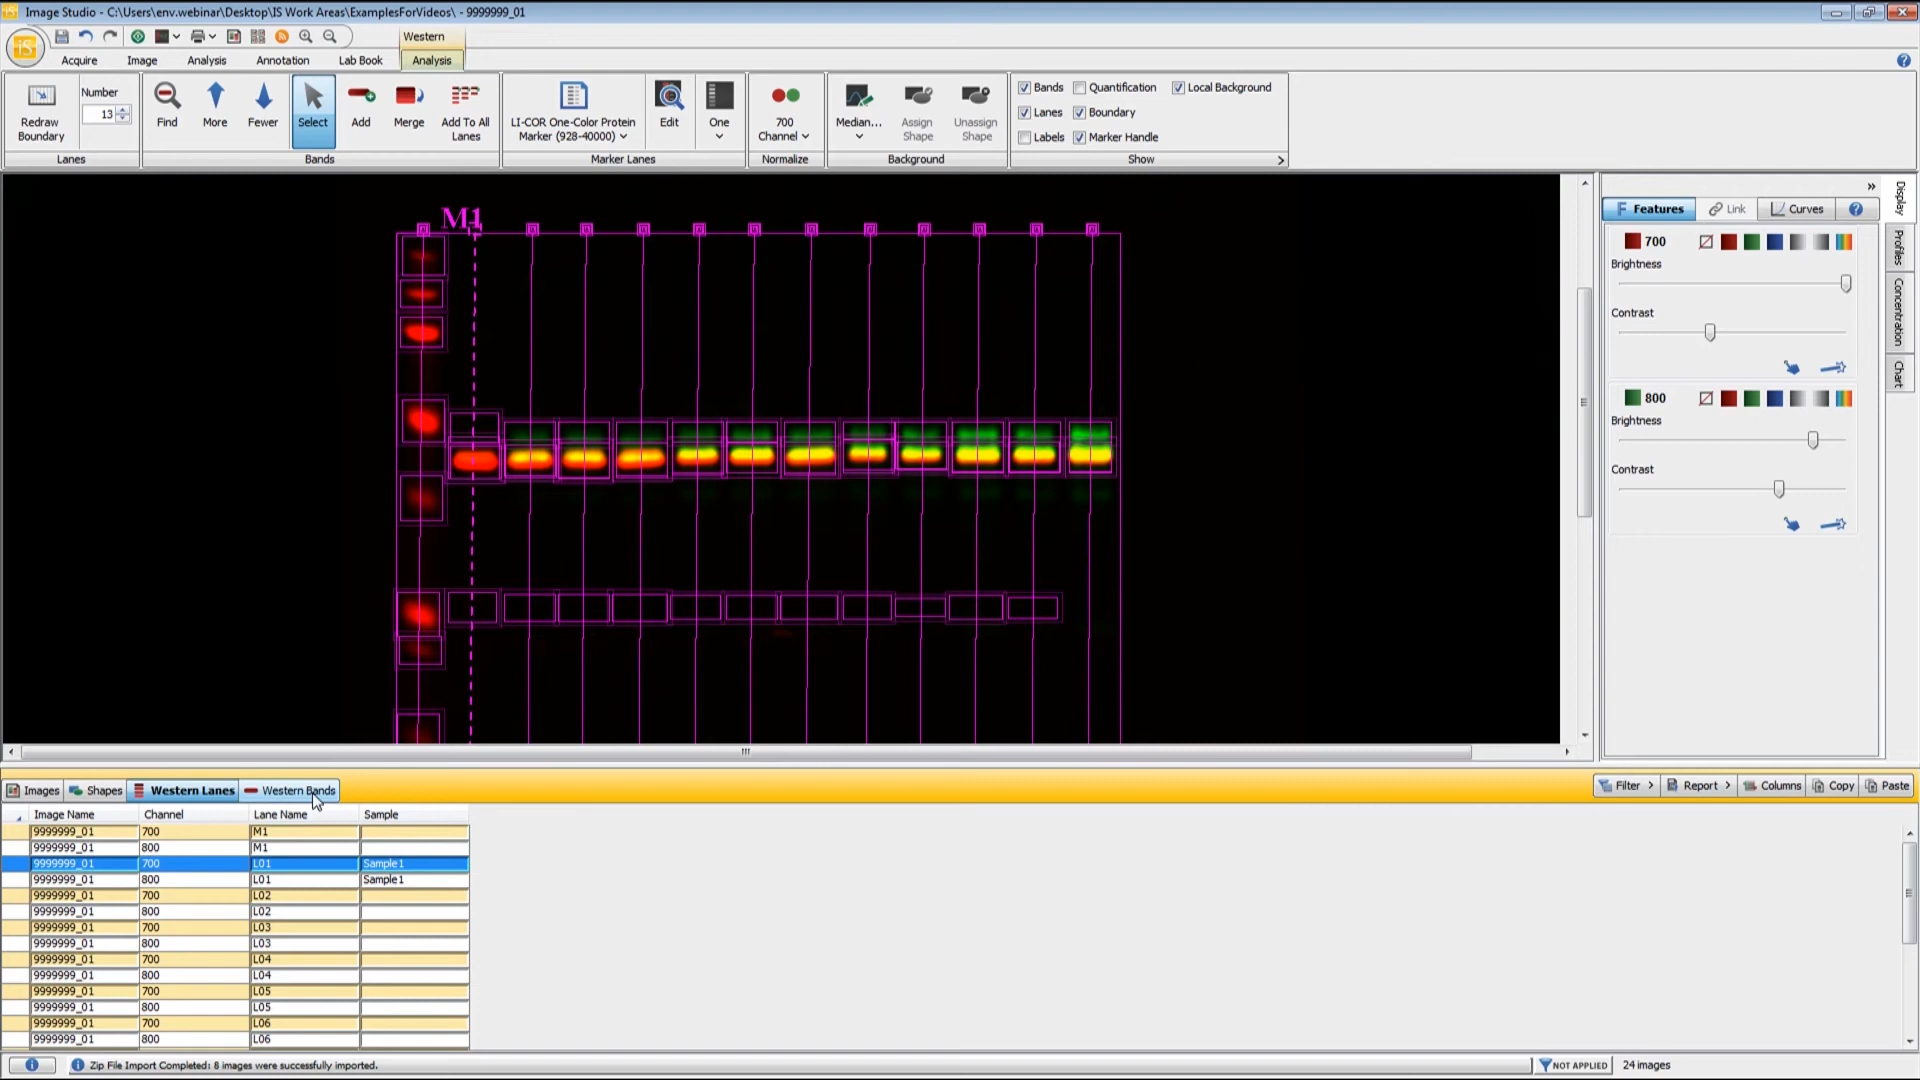 Image Studio - C:\Users\env.webinar\Desktop\IS Work Areas\ExamplesForVideos\ - 9999999_01
iS
Western
Acquire Image Analysis Annotation Lab Book Analysis
Redraw Boundary
Number
13
Lanes
Find More Fewer Select Add Merge Add To All Lanes
Bands
LI-COR One-Color Protein Marker (928-40000)
Edit One
Marker Lanes
700 Channel
Normalize
Median...
Assign Shape
Unassign Shape
Background
Bands Quantification Local Background
Lanes Boundary
Labels Marker Handle
Show
M1
Features Link Curves
700
Brightness
Contrast
800
Brightness
Contrast
Display
Profiles
Concentration
Chart
Images Shapes Western Lanes Western Bands
Filter Report Columns Copy Paste
Image Name Channel Lane Name Sample
9999999_01 700 M1
9999999_01 800 M1
9999999_01 700 L01 Sample1
9999999_01 800 L01 Sample1
9999999_01 700 L02
9999999_01 800 L02
9999999_01 700 L03
9999999_01 800 L03
9999999_01 700 L04
9999999_01 800 L04
9999999_01 700 L05
9999999_01 800 L05
9999999_01 700 L06
9999999_01 800 L06
Zip File Import Completed: 8 images were successfully imported.
NOT APPLIED 24 images